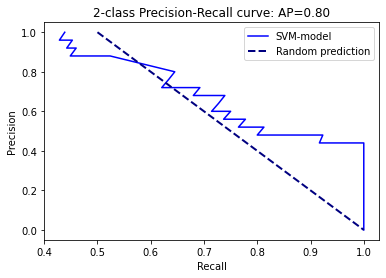 2-class Precision-Recall curve: AP=0.80
SVM-model
Random prediction
Precision
1.0
0.8
0.6
0.4
0.2
0.0
0.4 0.5 0.6 0.7 0.8 0.9 1.0
Recall